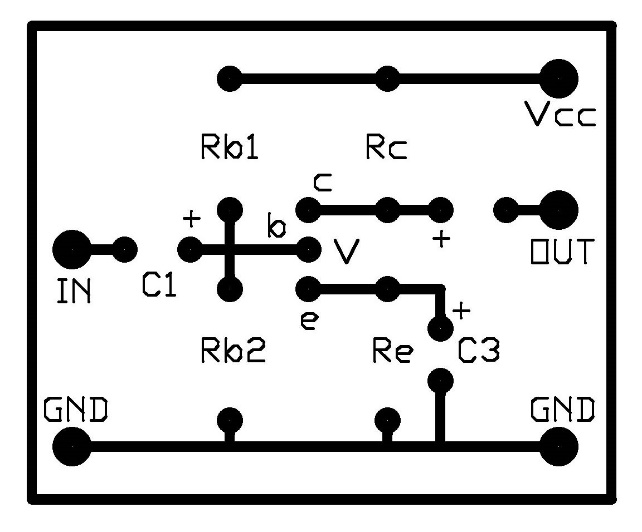 Vcc
Rb1 Rc
c
+ b
V + OUT
IN C1
e +
Rb2 Re C3
GND GND